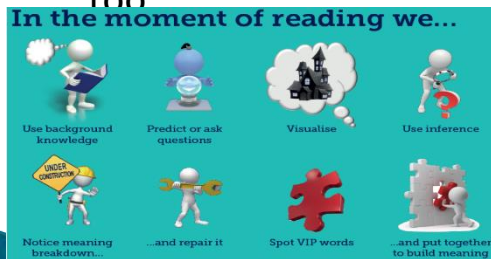 Too
In the moment of reading we...
Use background
knowledge
Predict or ask
questions
Visualise
Use inference
UNDER
CONSTRUCTION
Notice meaning
breakdown...
...and repair it
Spot VIP words
...and put together
to build meaning